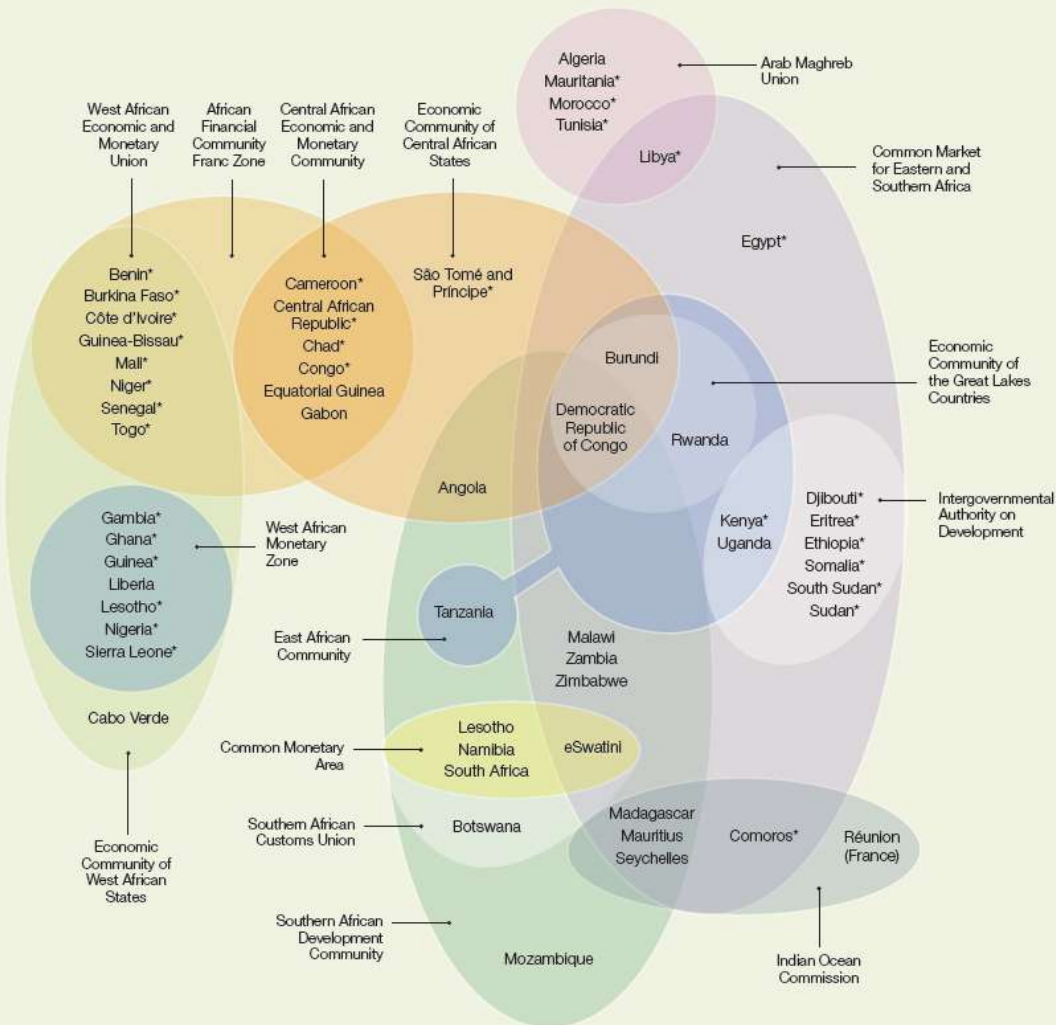 Algeria
Mauritania*
Morocco*
Tunisia*
Libya*
Arab Maghreb
Union
West African
Economic and
Monetary
Union
African
Financial
Community
Franc Zone
Central African
Economic and
Monetary
Community
Economic
Community of
Central African
States
Common Market
for Eastern and
Southern Africa
Egypt*
Benin*
Burkina Faso*
Côte d'Ivoire*
Guinea-Bissau*
Mali*
Niger*
Senegal*
Togo*
Cameroon*
Central African
Republic*
Chad*
Congo*
Equatorial Guinea
Gabon
São Tomé and
Príncipe*
Burundi
Democratic
Republic
of Congo
Rwanda
Economic
Community of
the Great Lakes
Countries
Angola
Gambia*
Ghana*
Guinea*
Liberia
Lesotho*
Nigeria*
Sierra Leone*
West African
Monetary
Zone
Kenya*
Uganda
Djibouti*
Eritrea*
Ethiopia*
Somalia*
South Sudan*
Sudan*
Intergovernmental
Authority on
Development
Tanzania
East African
Community
Malawi
Zambia
Zimbabwe
Cabo Verde
Common Monetary
Area
Lesotho
Namibia
South Africa
eSwatini
Southern African
Customs Union
Botswana
Madagascar
Mauritius
Seychelles
Comoros*
Réunion
(France)
Economic
Community of
West African
States
Southern African
Development
Community
Mozambique
Indian Ocean
Commission